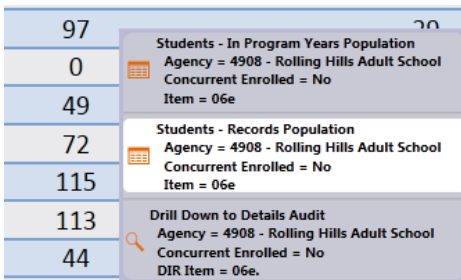 97
0
49
72
115
113
44
Students - In Program Years Population
Agency = 4908 - Rolling Hills Adult School
Concurrent Enrolled = No
Item = 06e
Students - Records Population
Agency = 4908 - Rolling Hills Adult School
Concurrent Enrolled = No
Item = 06e
Drill Down to Details Audit
Agency = 4908 - Rolling Hills Adult School
Concurrent Enrolled = No
DIR Item = 06e.